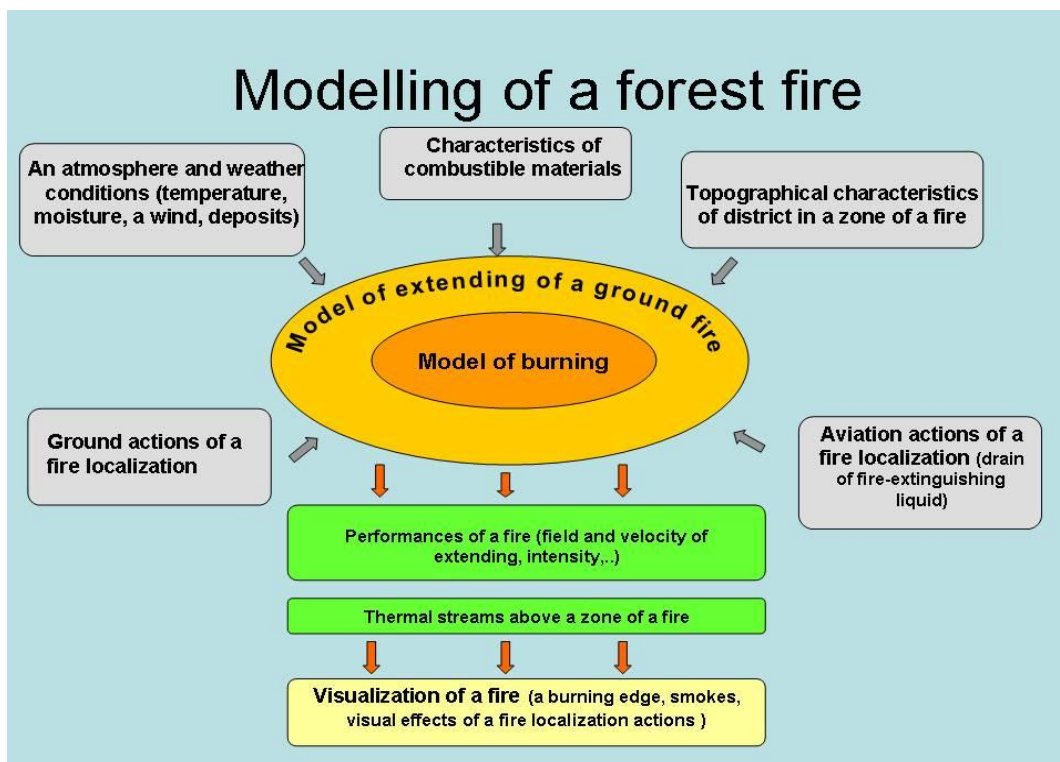 Modelling of a forest fire
An atmosphere and weather
conditions (temperature,
moisture, a wind, deposits)
Characteristics of
combustible materials
Topographical characteristics
of district in a zone of a fire
Model of extending of a ground fire
Model of burning
Ground actions of a
fire localization
Aviation actions of a
fire localization (drain
of fire-extinguishing
liquid)
Performances of a fire (field and velocity of
extending, intensity,..)
Thermal streams above a zone of a fire
Visualization of a fire (a burning edge, smokes,
visual effects of a fire localization actions )